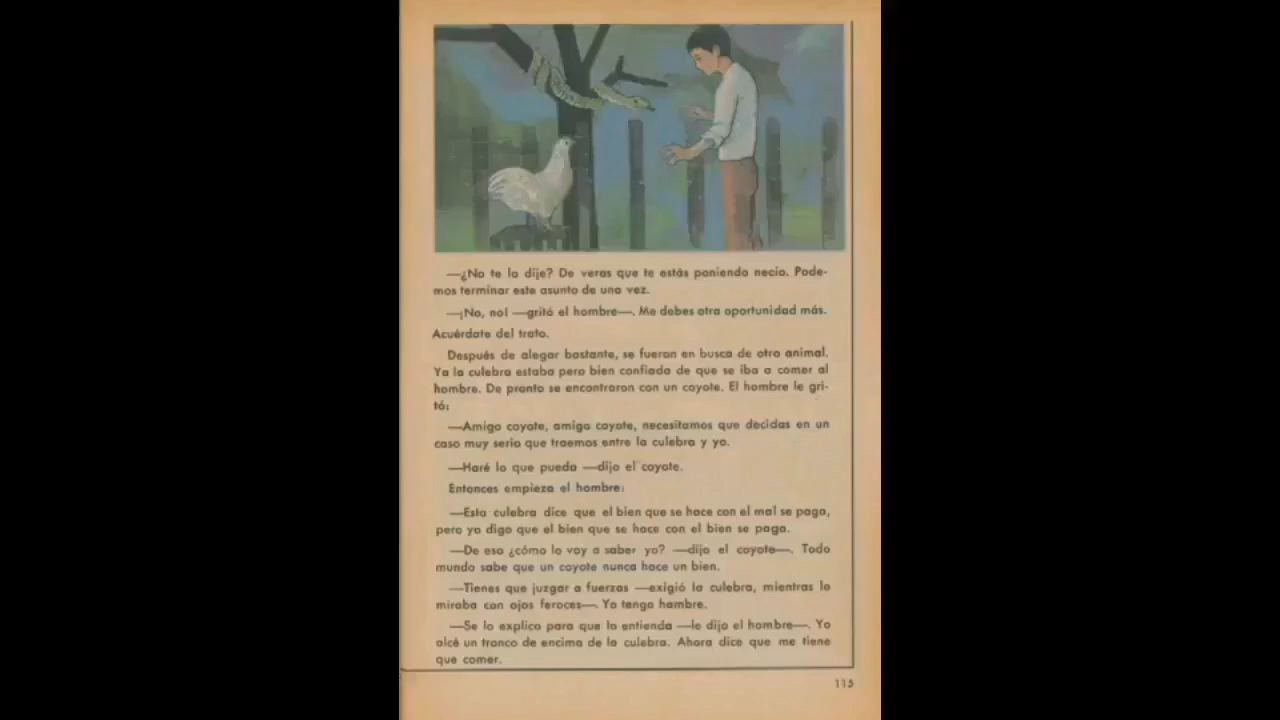 —¿No te lo dije? De veras que te estás poniendo necio. Pode-
mos terminar este asunto de una vez.
—¡No, no! —gritó el hombre—. Me debes otra oportunidad más.
Acuérdate del trato.
Después de alegar bastante, se fueron en busca de otro animal.
Ya la culebra estaba pero bien confiada de que se iba a comer al
hombre. De pronto se encontraron con un coyote. El hombre le gri-
tó:
—Amigo coyote, amigo coyote, necesitamos que decidas en un
caso muy serio que traemos entre la culebra y yo.
—Haré lo que pueda —dijo el coyote.
Entonces empieza el hombre:
—Esta culebra dice que el bien que se hace con el mal se paga,
pero yo digo que el bien que se hace con el bien se paga.
—De eso ¿cómo lo voy a saber yo? —dijo el coyote—. Todo
mundo sabe que un coyote nunca hace un bien.
—Tienes que juzgar a fuerzas —exigió la culebra, mientras lo
miraba con ojos feroces—. Yo tengo hambre.
—Se lo explico para que lo entienda —le dijo el hombre—. Yo
alcé un tronco de encima de la culebra. Ahora dice que me tiene
que comer.
115